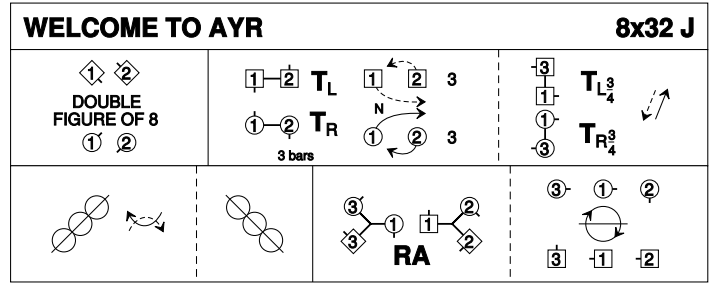 WELCOME TO AYR 8x32 J
1 2
DOUBLE
FIGURE OF 8
1 2
1 2 TL 1 2 3
N
1 2 TR 1 2 3
3 bars
3
1 TL3/4
1
3 TR3/4
3 1 1 2
3 2
RA
3 1 2
3 1 2